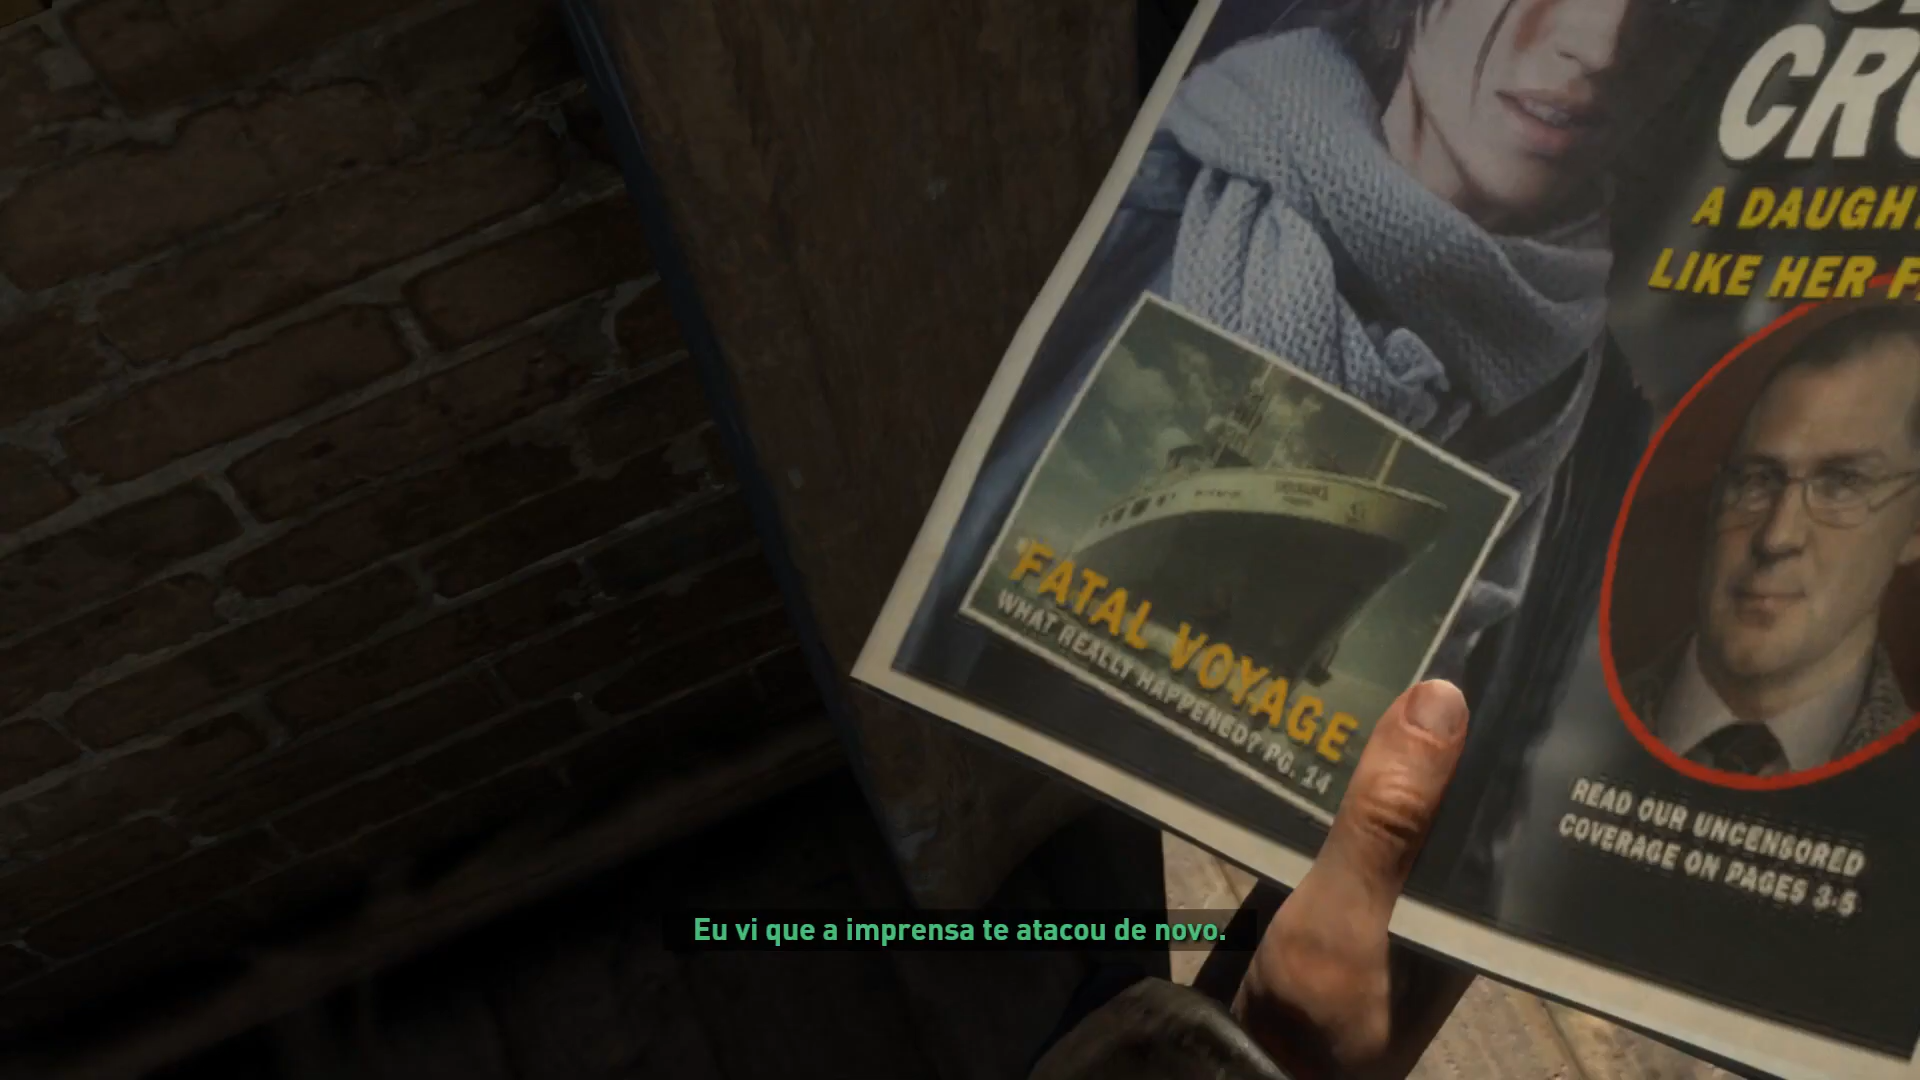 CR
A DAUGH
LIKE HER F
FATAL VOYAGE
WHAT REALLY HAPPENED? PG. 14
READ OUR UNCENSORED
COVERAGE ON PAGES 3-5
Eu vi que a imprensa te atacou de novo.